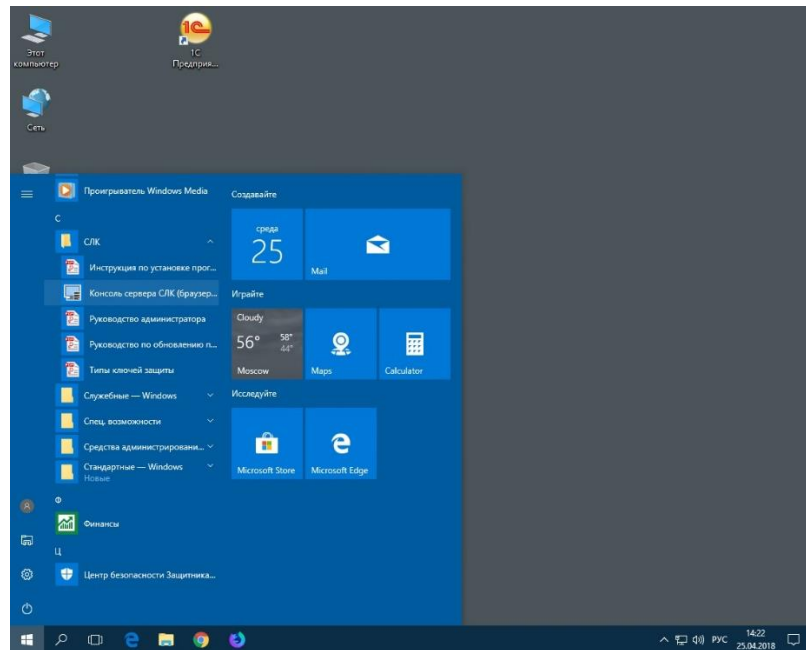 Этот
компьютер
1С
Предприя...
Сеть
Проигрыватель Windows Media
С
СЛК
Инструкция по установке прог...
Консоль сервера СЛК (браузер...
Руководство администратора
Руководство по обновлению п...
Типы ключей защиты
Служебные — Windows
Спец. возможности
Средства администрировани...
Стандартные — Windows
Новые
Ф
Финансы
Ц
Центр безопасности Защитника...
Создавайте
среда
25
Mail
Играйте
Cloudy
56° 58°
44°
Moscow
Maps
Calculator
Исследуйте
Microsoft Store
Microsoft Edge
РУС
14:22
25.04.2018